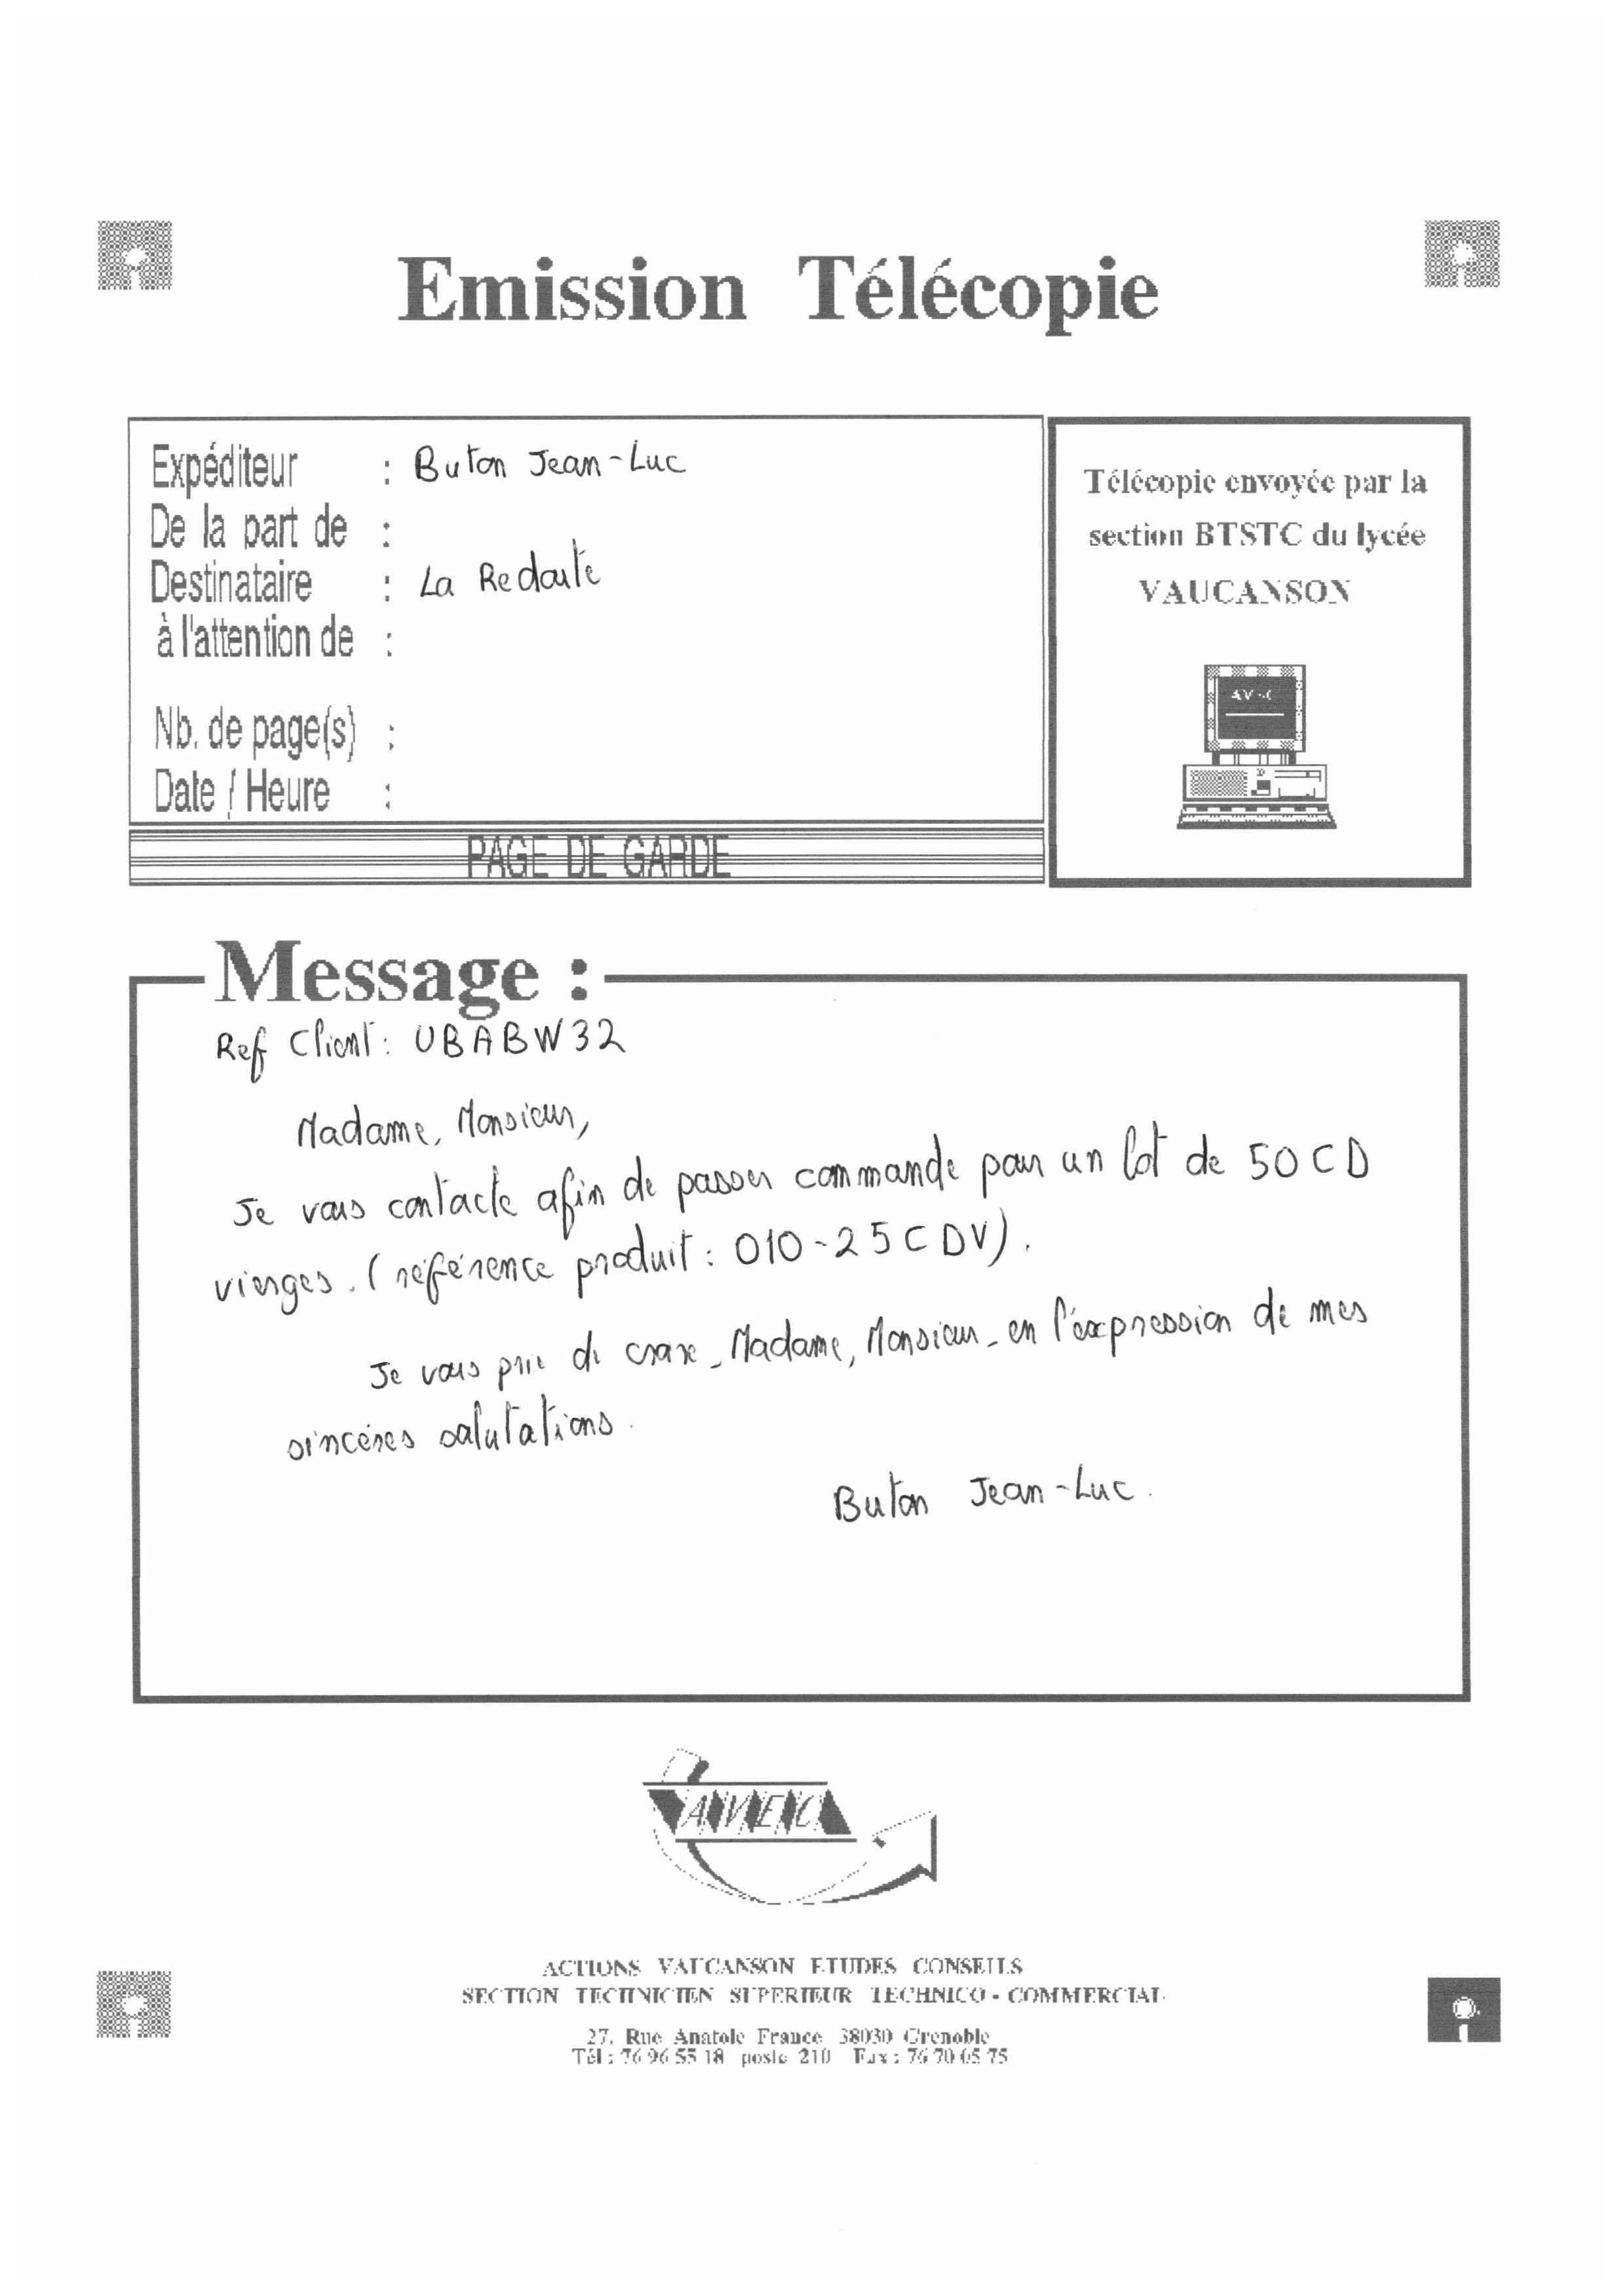 Emission Télécopie
Expéditeur : Buton Jean-Luc
De la part de :
Destinataire : La Redoute
à l'attention de :
Nb. de page(s) :
Date / Heure :
PAGE DE GARDE
Télécopie envoyée par la
section BTSTC du lycée
VAUCANSON
Message :
Ref Client : UBABW32
Madame, Monsieur,
Je vous contacte afin de passer commande pour un lot de 50 CD
vierges. (référence produit : 010-25CDV).
Je vous prie de croire, Madame, Monsieur, en l'expression de mes
sincères salutations.
Buton Jean-Luc.
AVEC
ACTIONS VAUCANSON ETUDES CONSEILS
SECTION TECHNICIEN SUPERIEUR TECHNICO - COMMERCIAL
27, Rue Anatole France 38030 Grenoble
Tél : 76 96 55 18 poste 210 Fax : 76 70 65 75